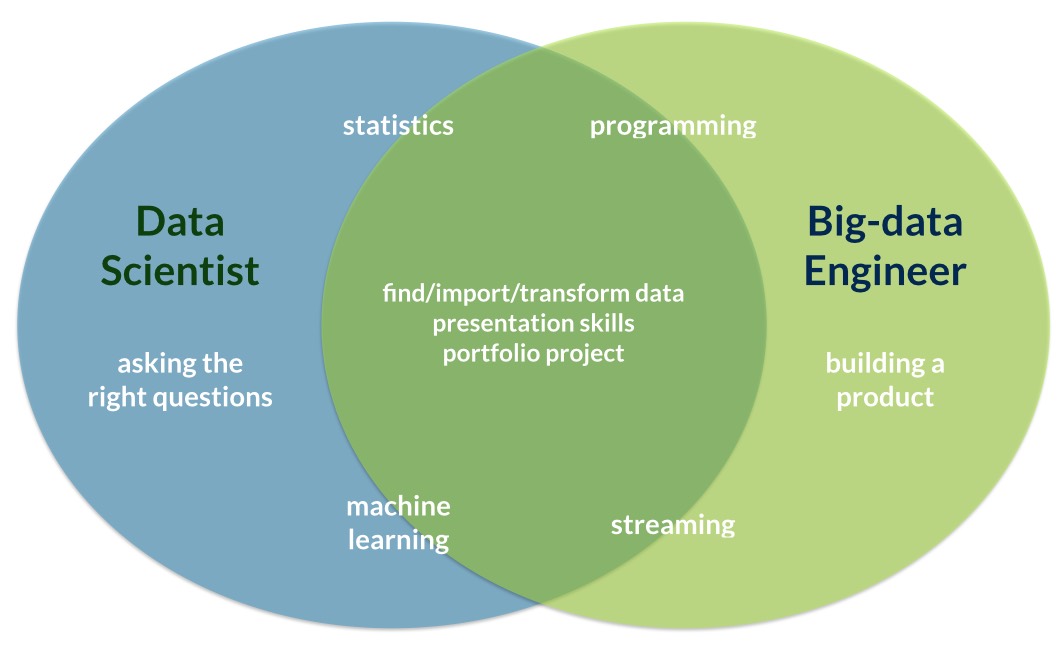 statistics
programming
Data
Scientist
Big-data
Engineer
find/import/transform data
presentation skills
portfolio project
asking the
right questions
building a
product
machine
learning
streaming